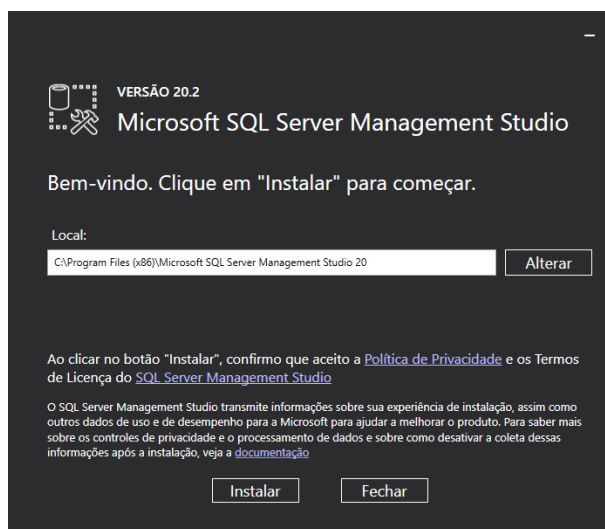 VERSÃO 20.2
Microsoft SQL Server Management Studio
Bem-vindo. Clique em "Instalar" para começar.
Local:
C:\Program Files (x86)\Microsoft SQL Server Management Studio 20
Alterar
Ao clicar no botão "Instalar", confirmo que aceito a Política de Privacidade e os Termos
de Licença do SQL Server Management Studio
O SQL Server Management Studio transmite informações sobre sua experiência de instalação, assim como
outros dados de uso e de desempenho para a Microsoft para ajudar a melhorar o produto. Para saber mais
sobre os controles de privacidade e o processamento de dados e sobre como desativar a coleta dessas
informações após a instalação, veja a documentação
Instalar
Fechar